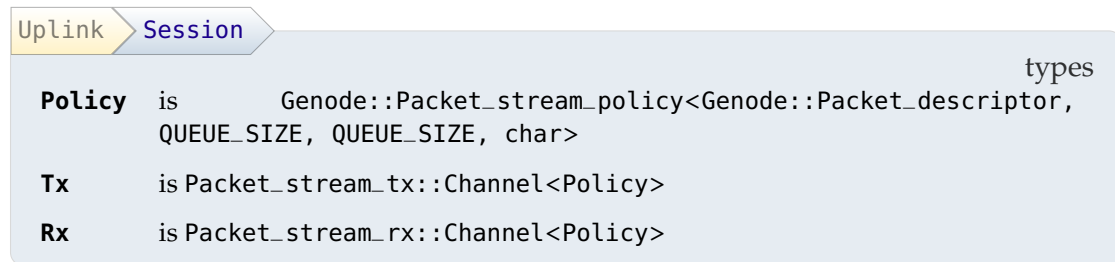 Uplink Session
types
Policy is Genode::Packet_stream_policy<Genode::Packet_descriptor,
QUEUE_SIZE, QUEUE_SIZE, char>
Tx is Packet_stream_tx::Channel<Policy>
Rx is Packet_stream_rx::Channel<Policy>